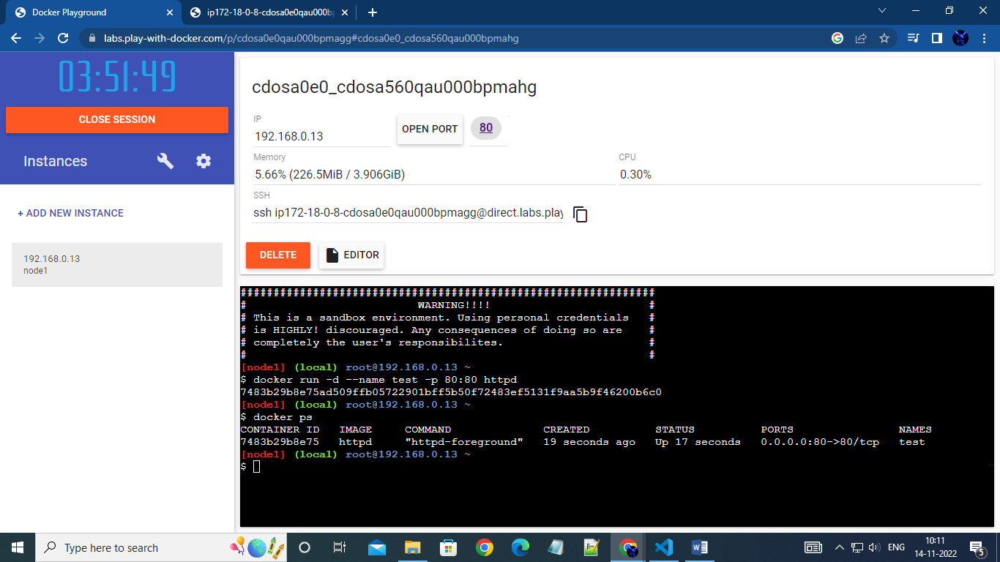 Docker Playground
ip172-18-0-8-cdosa0e0qau000bp
labs.play-with-docker.com/p/cdosa0e0qau000bpmagg#cdosa0e0_cdosa560qau000bpmahg
03:51:49
CLOSE SESSION
Instances
+ ADD NEW INSTANCE
192.168.0.13
node1
cdosa0e0_cdosa560qau000bpmahg
IP
192.168.0.13
OPEN PORT
80
Memory
5.66% (226.5MiB / 3.906GiB)
CPU
0.30%
SSH
ssh ip172-18-0-8-cdosa0e0qau000bpmagg@direct.labs.play
DELETE
EDITOR
###############################################################
# WARNING!!!! #
# This is a sandbox environment. Using personal credentials #
# is HIGHLY! discouraged. Any consequences of doing so are #
# completely the user's responsibilites. #
# #
[node1] (local) root@192.168.0.13 ~
$ docker run -d --name test -p 80:80 httpd
7483b29b8e75ad509ffb05722901bff5b50f72483ef5131f9aa5b9f46200b6c0
[node1] (local) root@192.168.0.13 ~
$ docker ps
CONTAINER ID IMAGE COMMAND CREATED STATUS PORTS NAMES
7483b29b8e75 httpd "httpd-foreground" 19 seconds ago Up 17 seconds 0.0.0.0:80->80/tcp test
[node1] (local) root@192.168.0.13 ~
$
Type here to search
ENG
10:11
14-11-2022
5